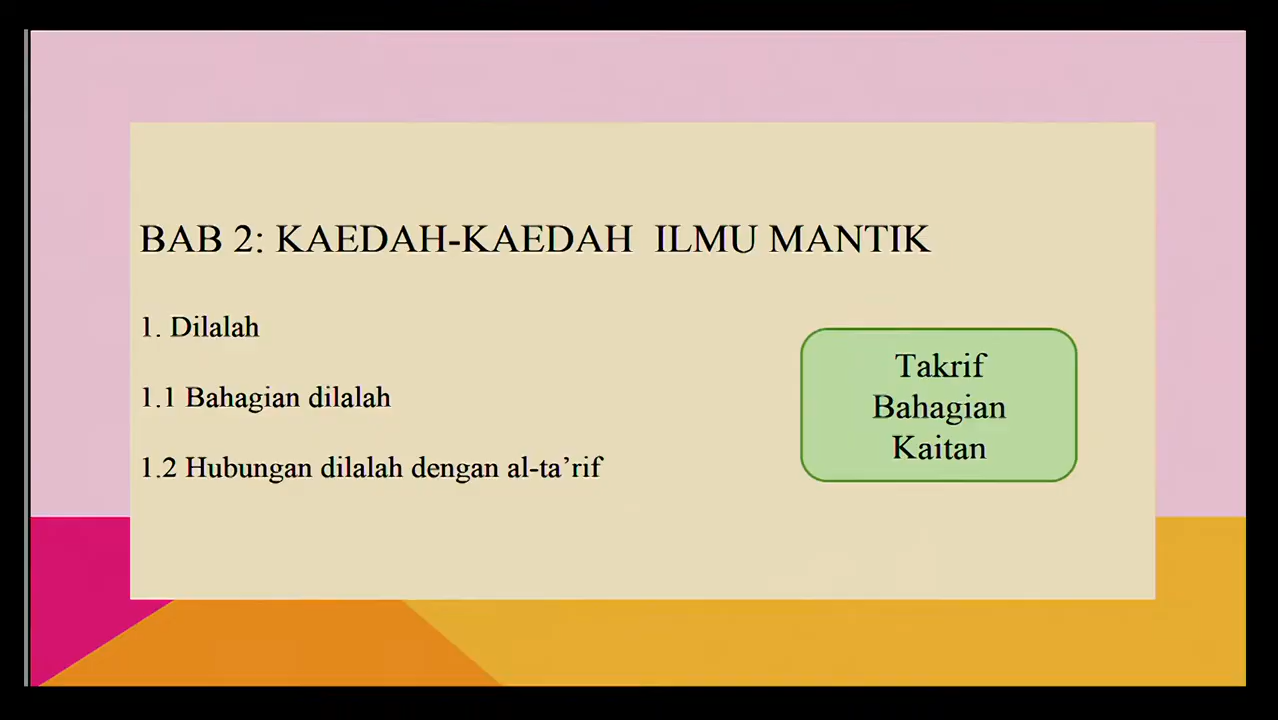 BAB 2: KAEDAH-KAEDAH ILMU MANTIK
1. Dilalah
1.1 Bahagian dilalah
1.2 Hubungan dilalah dengan al-ta’rif
Takrif
Bahagian
Kaitan